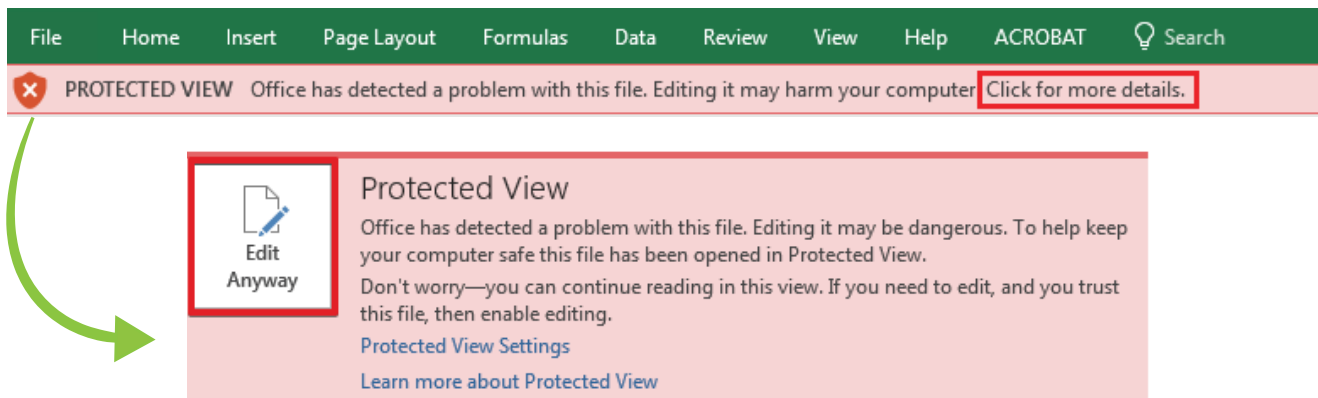 File Home Insert Page Layout Formulas Data Review View Help ACROBAT Search
PROTECTED VIEW Office has detected a problem with this file. Editing it may harm your computer Click for more details.
Edit
Anyway
Protected View
Office has detected a problem with this file. Editing it may be dangerous. To help keep
your computer safe this file has been opened in Protected View.
Don't worry—you can continue reading in this view. If you need to edit, and you trust
this file, then enable editing.
Protected View Settings
Learn more about Protected View